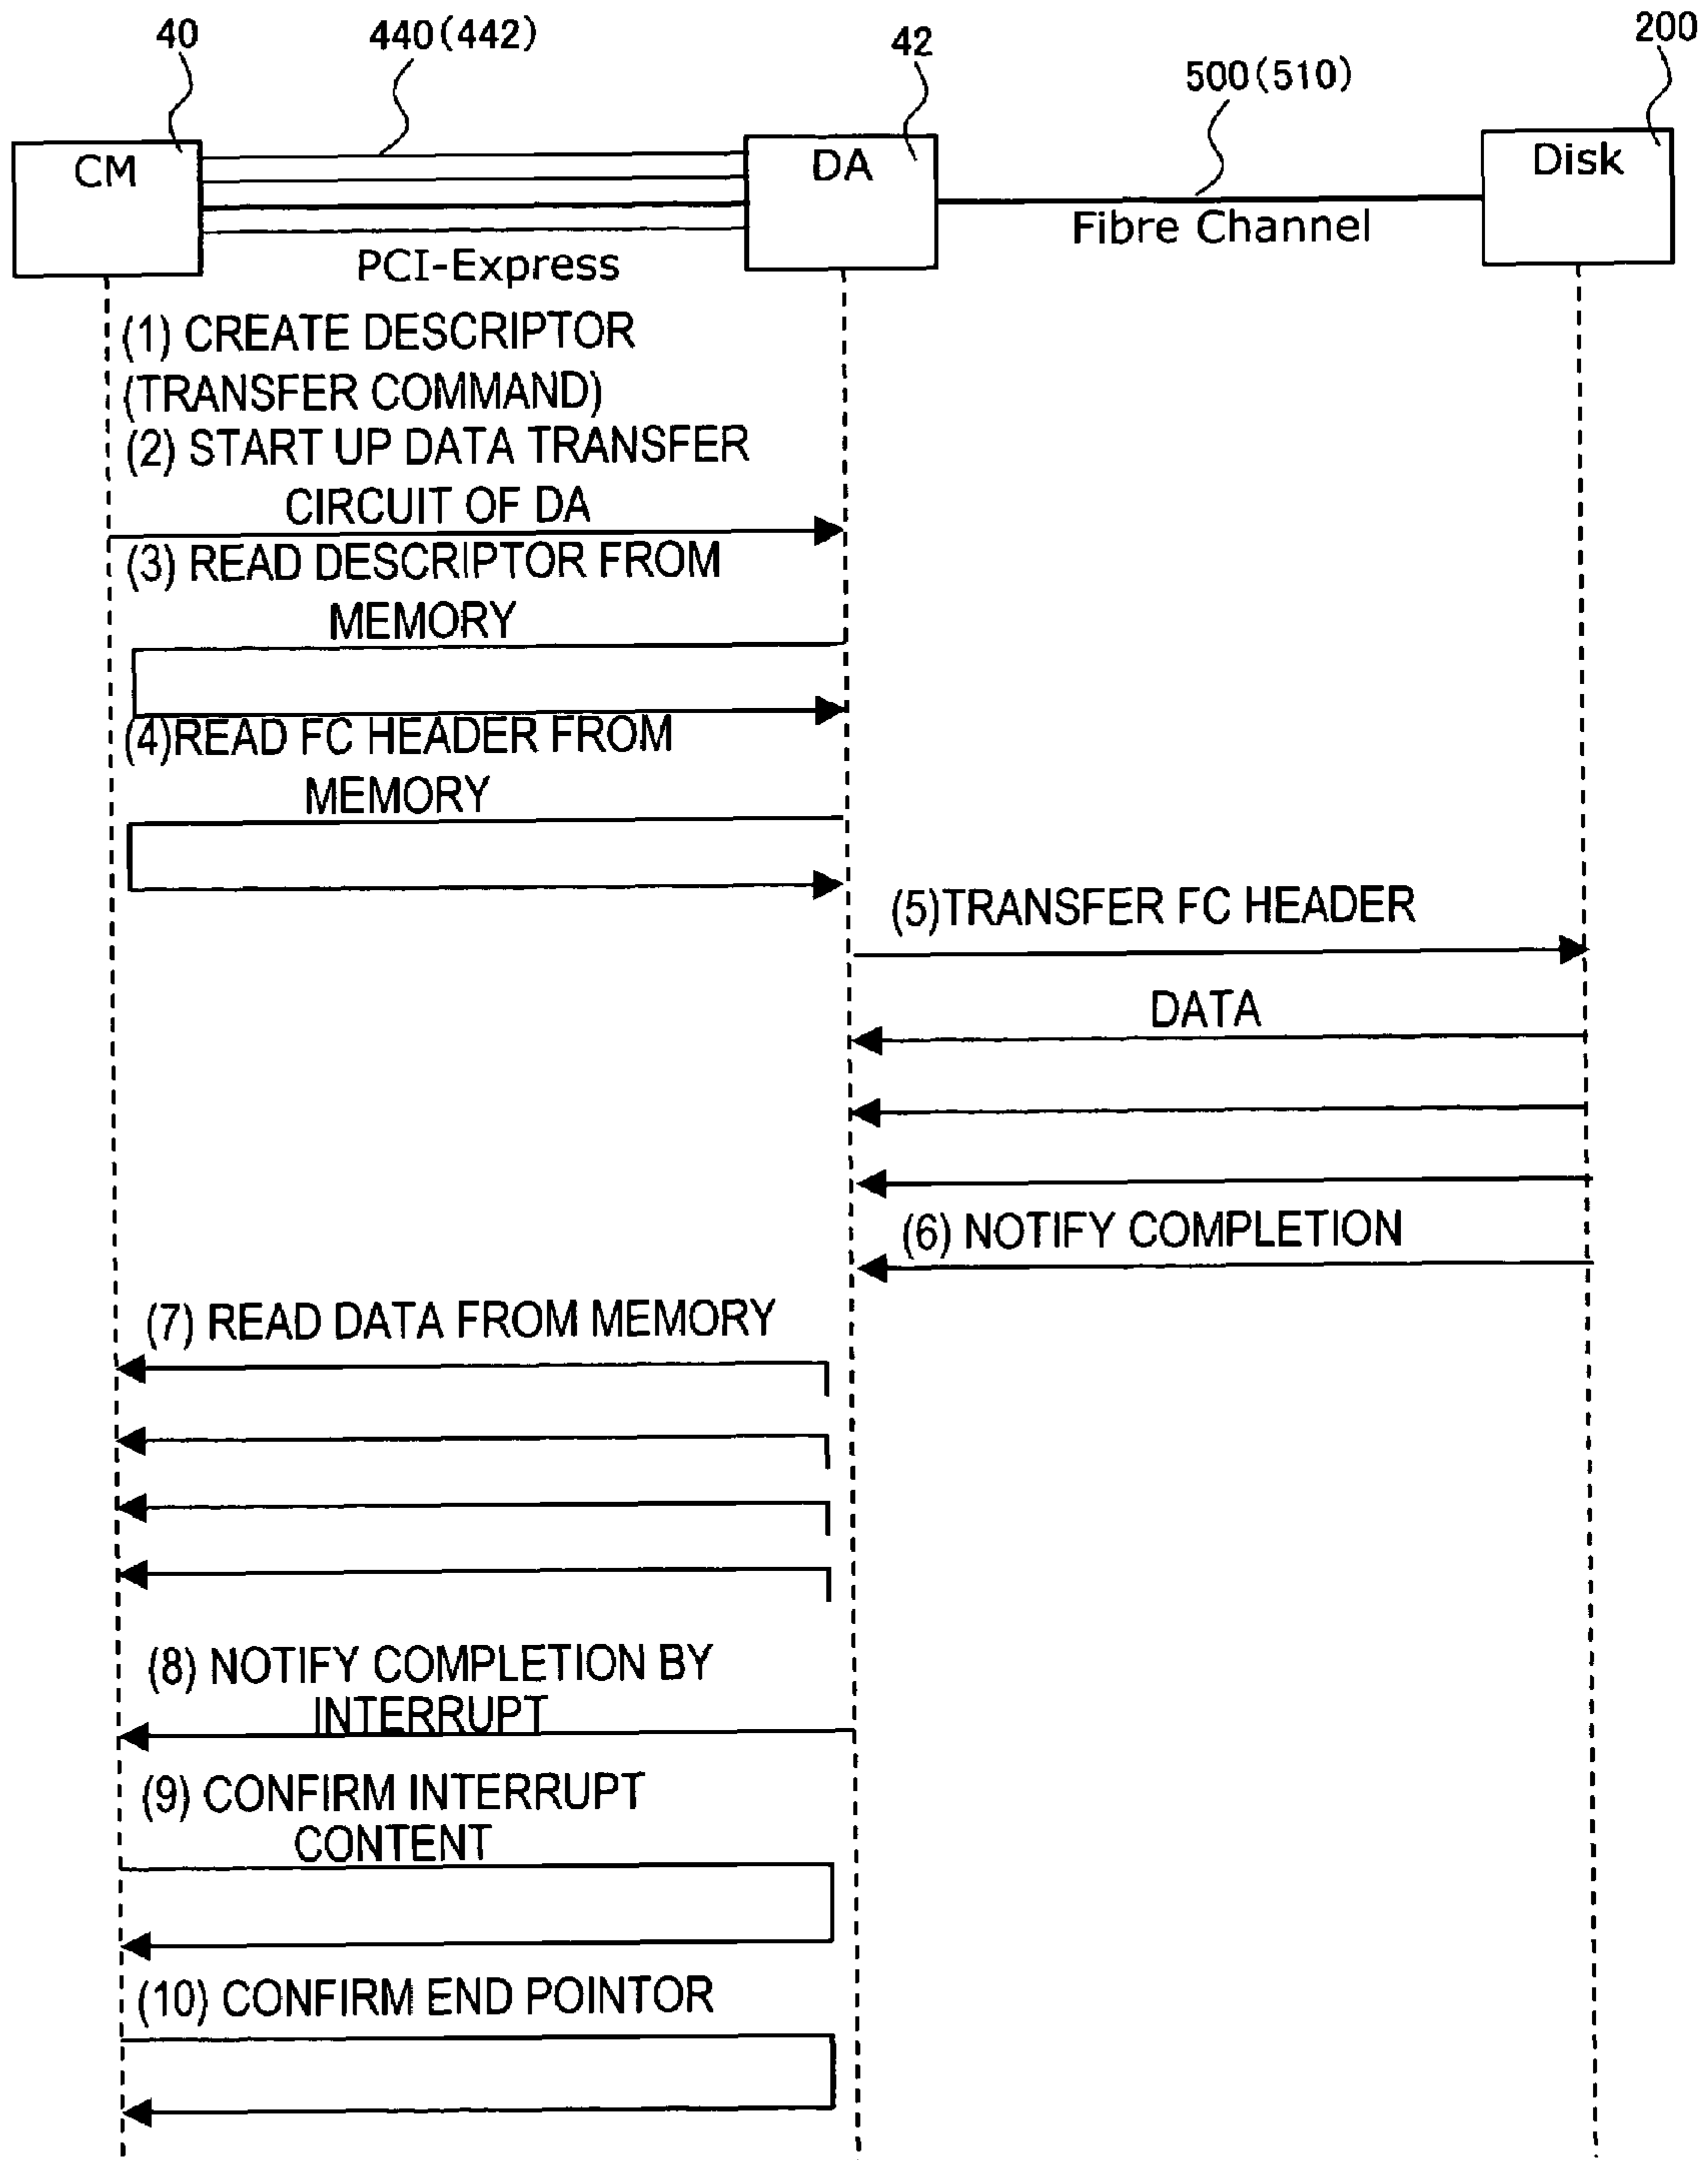 40
440(442)
42
500(510)
200
CM
DA
Disk
PCI-Express
Fibre Channel
(1) CREATE DESCRIPTOR
(TRANSFER COMMAND)
(2) START UP DATA TRANSFER
CIRCUIT OF DA
(3) READ DESCRIPTOR FROM
MEMORY
(4)READ FC HEADER FROM
MEMORY
(5)TRANSFER FC HEADER
DATA
(6) NOTIFY COMPLETION
(7) READ DATA FROM MEMORY
(8) NOTIFY COMPLETION BY
INTERRUPT
(9) CONFIRM INTERRUPT
CONTENT
(10) CONFIRM END POINTOR